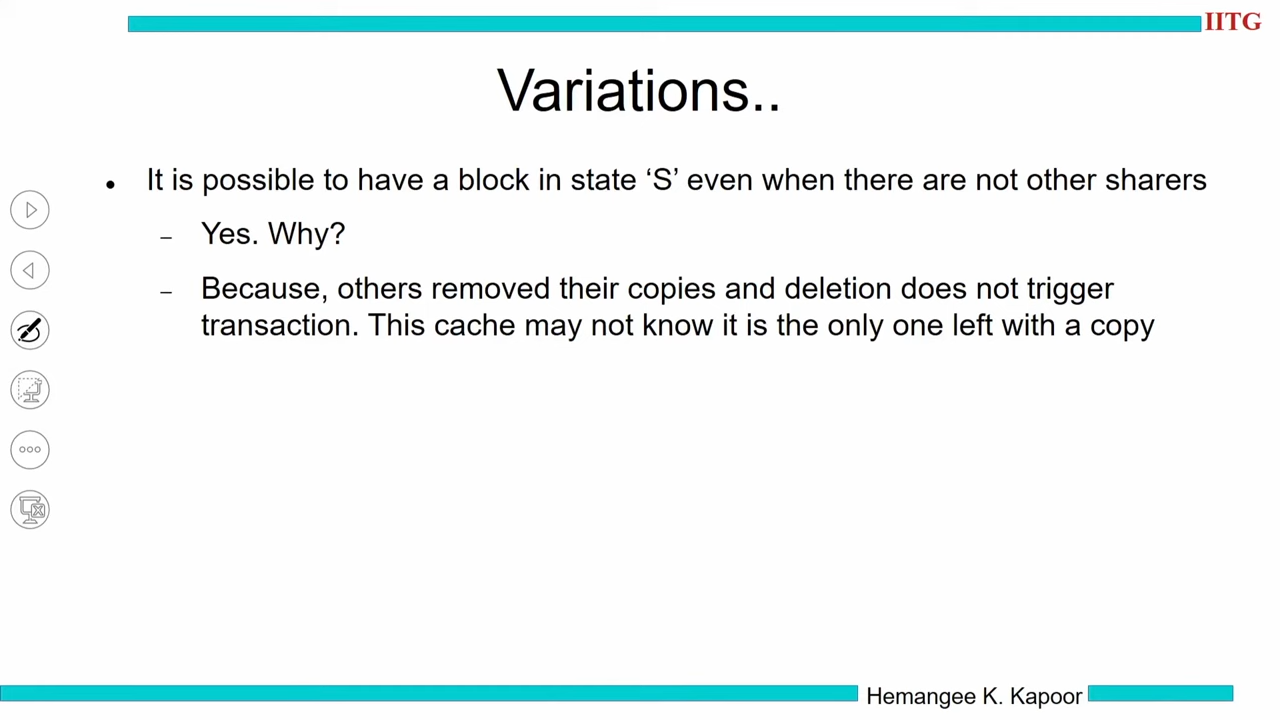 IITG
Variations..
• It is possible to have a block in state ‘S’ even when there are not other sharers
– Yes. Why?
– Because, others removed their copies and deletion does not trigger
transaction. This cache may not know it is the only one left with a copy
Hemangee K. Kapoor